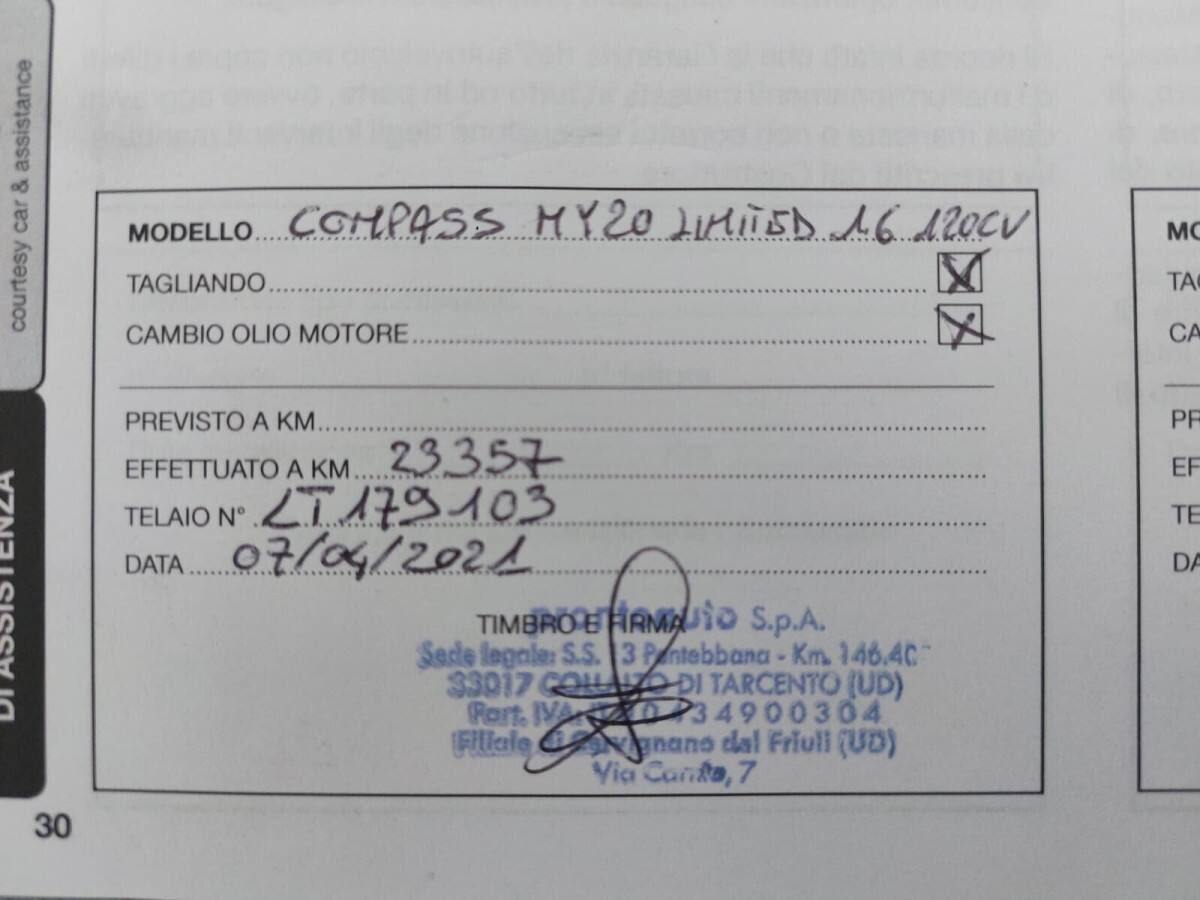 courtesy car & assistance
DI ASSISTENZA
MODELLO COMPASS MY20 LIMITED 1.6 120CV
TAGLIANDO X
CAMBIO OLIO MOTORE X
PREVISTO A KM
EFFETTUATO A KM 23357
TELAIO N° LT179103
DATA 07/04/2021
TIMBRO E FIRMA
prontoauto S.p.A.
Sede legale: S.S. 13 Pontebbana - Km. 146,40
33017 COLLALTO DI TARCENTO (UD)
Part. IVA:
Filiale di Cervignano del Friuli (UD)
Via Carnia, 7
30
MO
TAG
CA
PR
EF
TE
DA